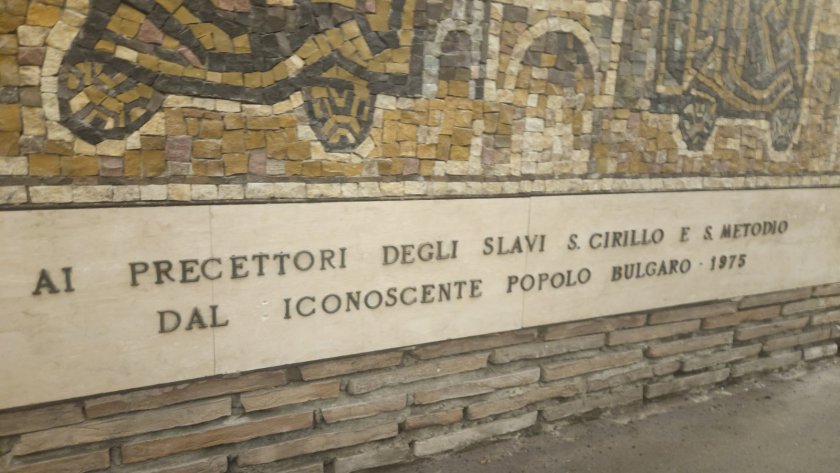 AI PRECETTORI DEGLI SLAVI S. CIRILLO E S. METODIO
DAL ICONOSCENTE POPOLO BULGARO · 1975